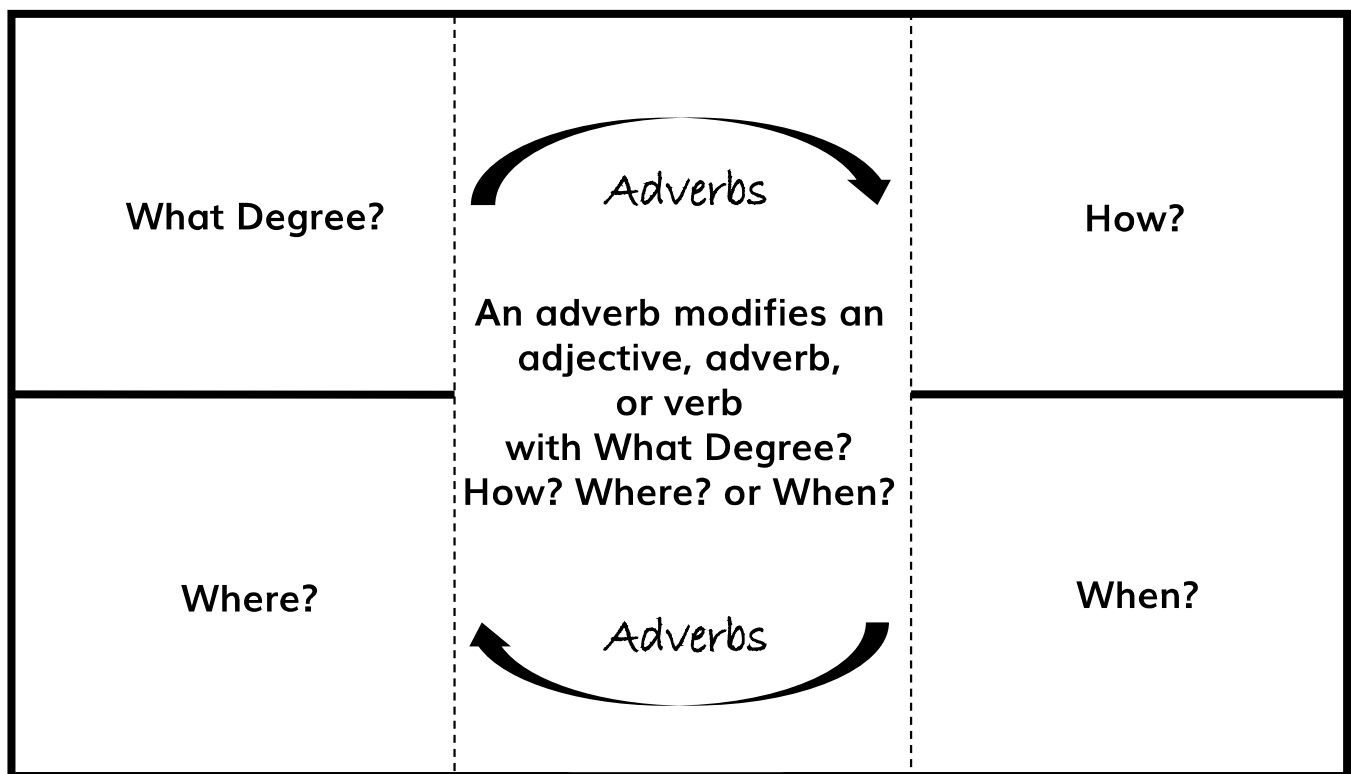 What Degree?
Adverbs
How?
An adverb modifies an
adjective, adverb,
or verb
with What Degree?
How? Where? or When?
Where?
Adverbs
When?